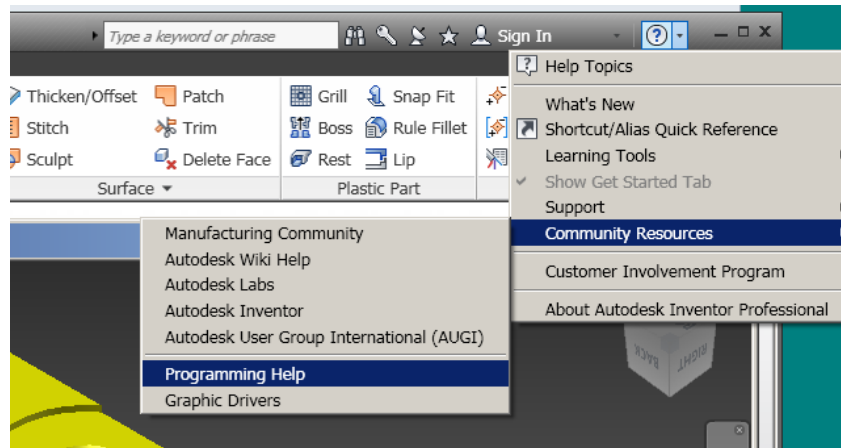 Type a keyword or phrase
Sign In
Help Topics
What's New
Shortcut/Alias Quick Reference
Learning Tools
Show Get Started Tab
Support
Community Resources
Customer Involvement Program
About Autodesk Inventor Professional
Thicken/Offset
Patch
Grill
Snap Fit
Stitch
Trim
Boss
Rule Fillet
Sculpt
Delete Face
Rest
Lip
Surface
Plastic Part
Manufacturing Community
Autodesk Wiki Help
Autodesk Labs
Autodesk Inventor
Autodesk User Group International (AUGI)
Programming Help
Graphic Drivers
BACK
RIGHT